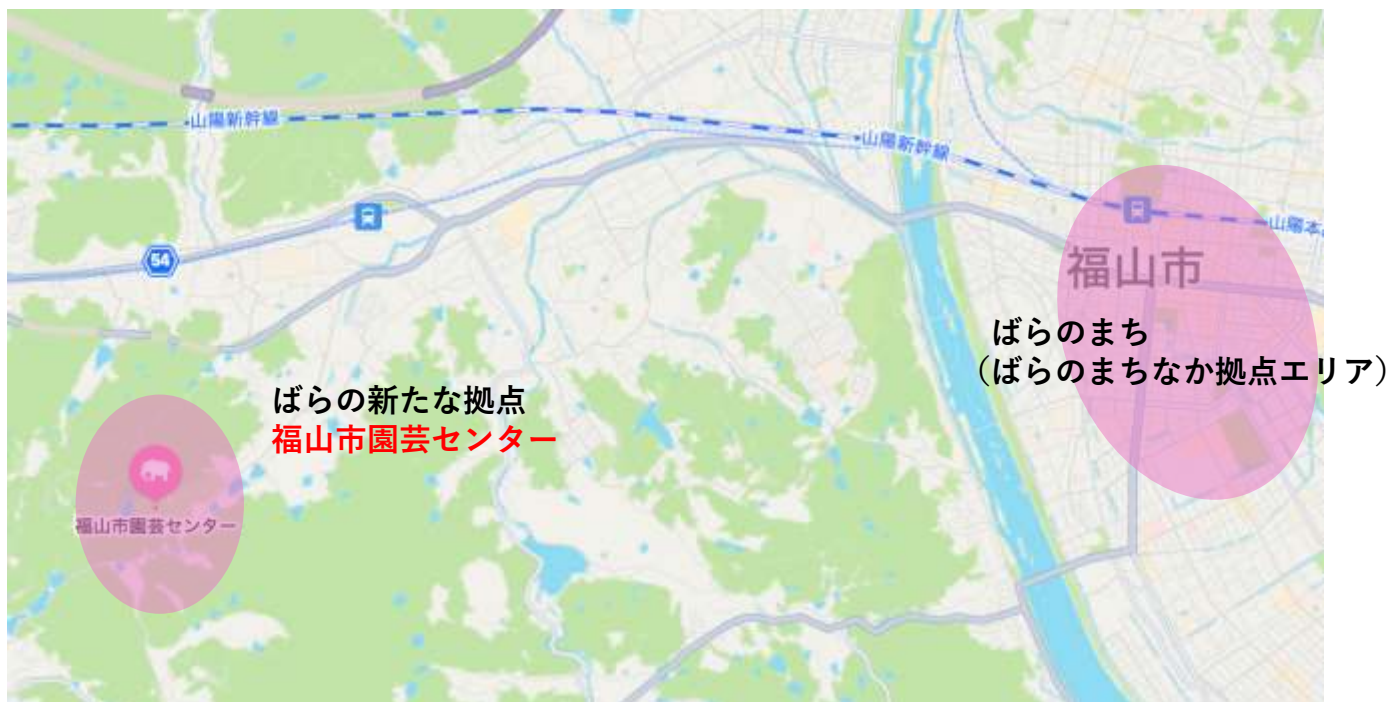 山陽新幹線
山陽新幹線
山陽本
福山市
54
ばらのまち
（ばらのまちなか拠点エリア）
ばらの新たな拠点
福山市園芸センター
福山市園芸センター